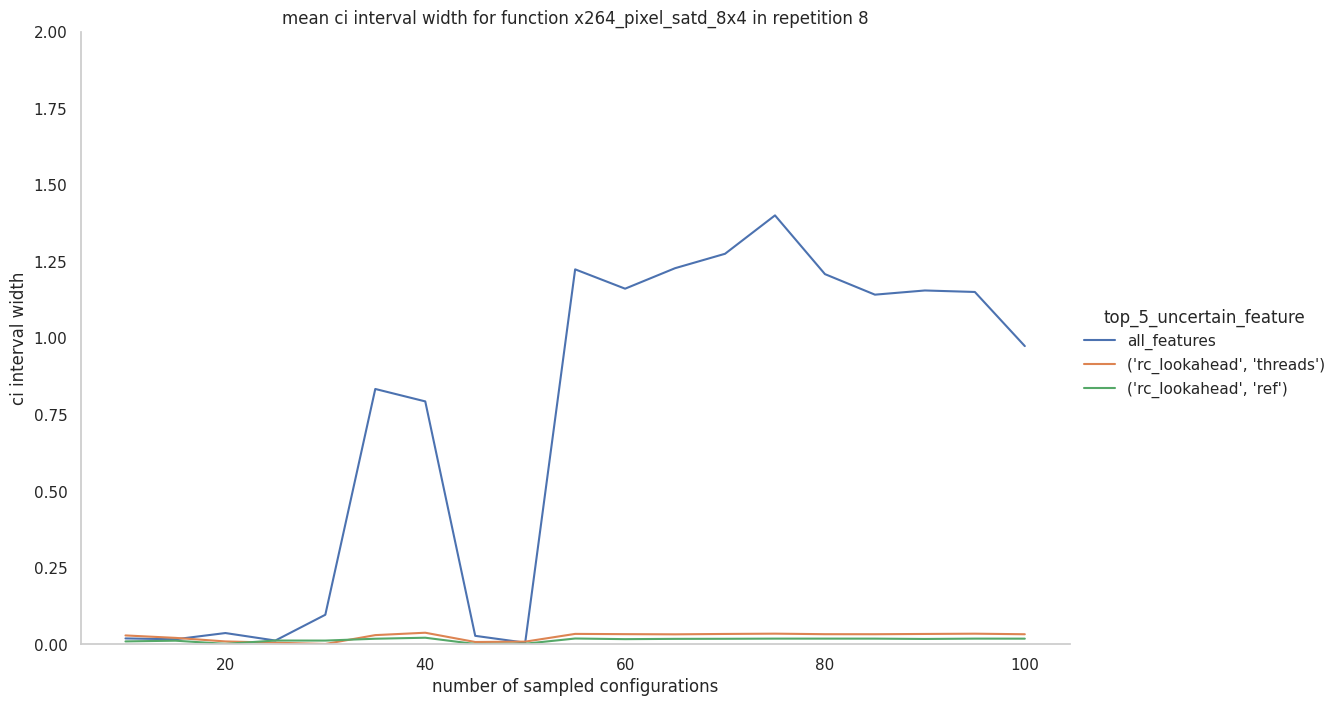 mean ci interval width for function x264_pixel_satd_8x4 in repetition 8
2.00
1.75
1.50
1.25
1.00
0.75
0.50
0.25
0.00
ci interval width
20
40
60
80
100
number of sampled configurations
top_5_uncertain_feature
all_features
('rc_lookahead', 'threads')
('rc_lookahead', 'ref')